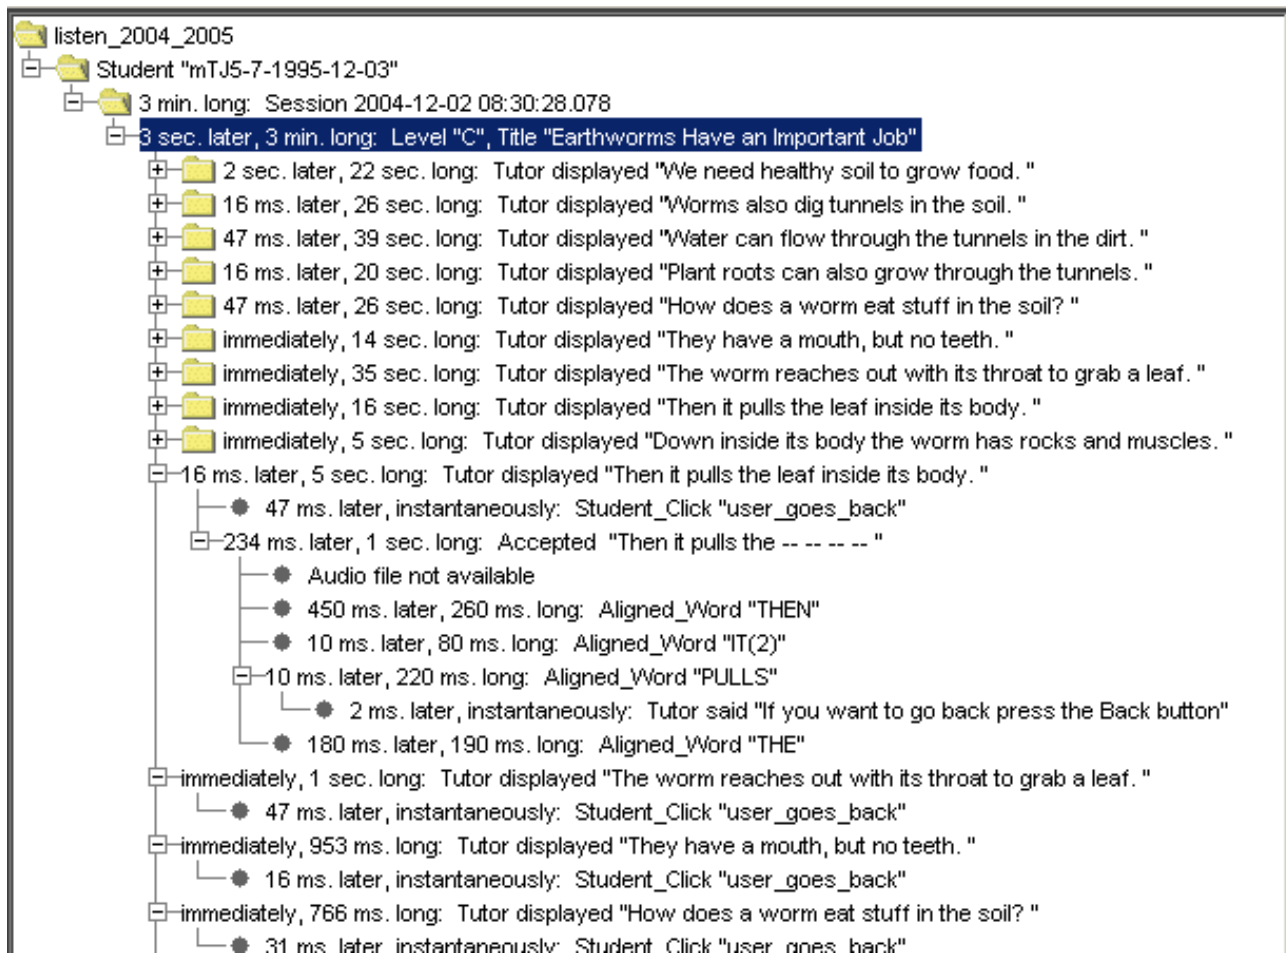 listen_2004_2005
Student "mTJ5-7-1995-12-03"
3 min. long: Session 2004-12-02 08:30:28.078
3 sec. later, 3 min. long: Level "C", Title "Earthworms Have an Important Job"
2 sec. later, 22 sec. long: Tutor displayed "We need healthy soil to grow food. "
16 ms. later, 26 sec. long: Tutor displayed "Worms also dig tunnels in the soil. "
47 ms. later, 39 sec. long: Tutor displayed "Water can flow through the tunnels in the dirt. "
16 ms. later, 20 sec. long: Tutor displayed "Plant roots can also grow through the tunnels. "
47 ms. later, 26 sec. long: Tutor displayed "How does a worm eat stuff in the soil? "
immediately, 14 sec. long: Tutor displayed "They have a mouth, but no teeth. "
immediately, 35 sec. long: Tutor displayed "The worm reaches out with its throat to grab a leaf. "
immediately, 16 sec. long: Tutor displayed "Then it pulls the leaf inside its body. "
immediately, 5 sec. long: Tutor displayed "Down inside its body the worm has rocks and muscles. "
16 ms. later, 5 sec. long: Tutor displayed "Then it pulls the leaf inside its body. "
47 ms. later, instantaneously: Student_Click "user_goes_back"
234 ms. later, 1 sec. long: Accepted "Then it pulls the -- -- -- -- "
Audio file not available
450 ms. later, 260 ms. long: Aligned_Word "THEN"
10 ms. later, 80 ms. long: Aligned_Word "IT(2)"
10 ms. later, 220 ms. long: Aligned_Word "PULLS"
2 ms. later, instantaneously: Tutor said "If you want to go back press the Back button"
180 ms. later, 190 ms. long: Aligned_Word "THE"
immediately, 1 sec. long: Tutor displayed "The worm reaches out with its throat to grab a leaf. "
47 ms. later, instantaneously: Student_Click "user_goes_back"
immediately, 953 ms. long: Tutor displayed "They have a mouth, but no teeth. "
16 ms. later, instantaneously: Student_Click "user_goes_back"
immediately, 766 ms. long: Tutor displayed "How does a worm eat stuff in the soil? "
31 ms. later, instantaneously: Student_Click "user_goes_back"